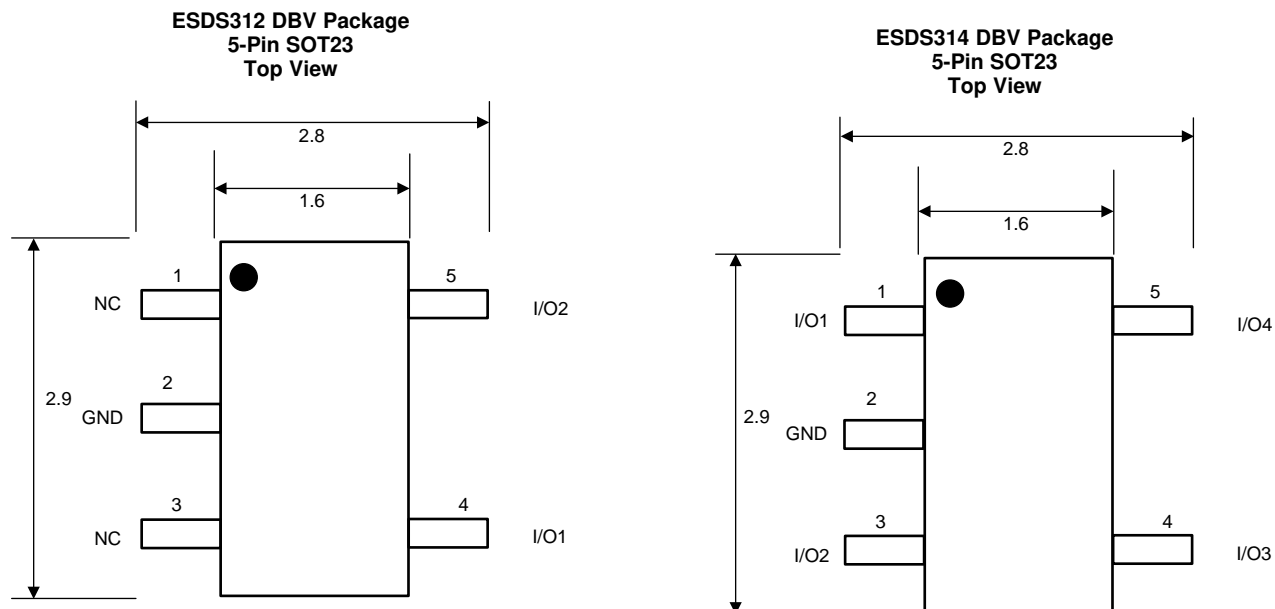 ESDS312 DBV Package
5-Pin SOT23
Top View
2.8
1.6
1
5
NC
I/O2
2
2.9
GND
3
4
NC
I/O1
ESDS314 DBV Package
5-Pin SOT23
Top View
2.8
1.6
1
5
I/O1
I/O4
2
2.9
GND
3
4
I/O2
I/O3